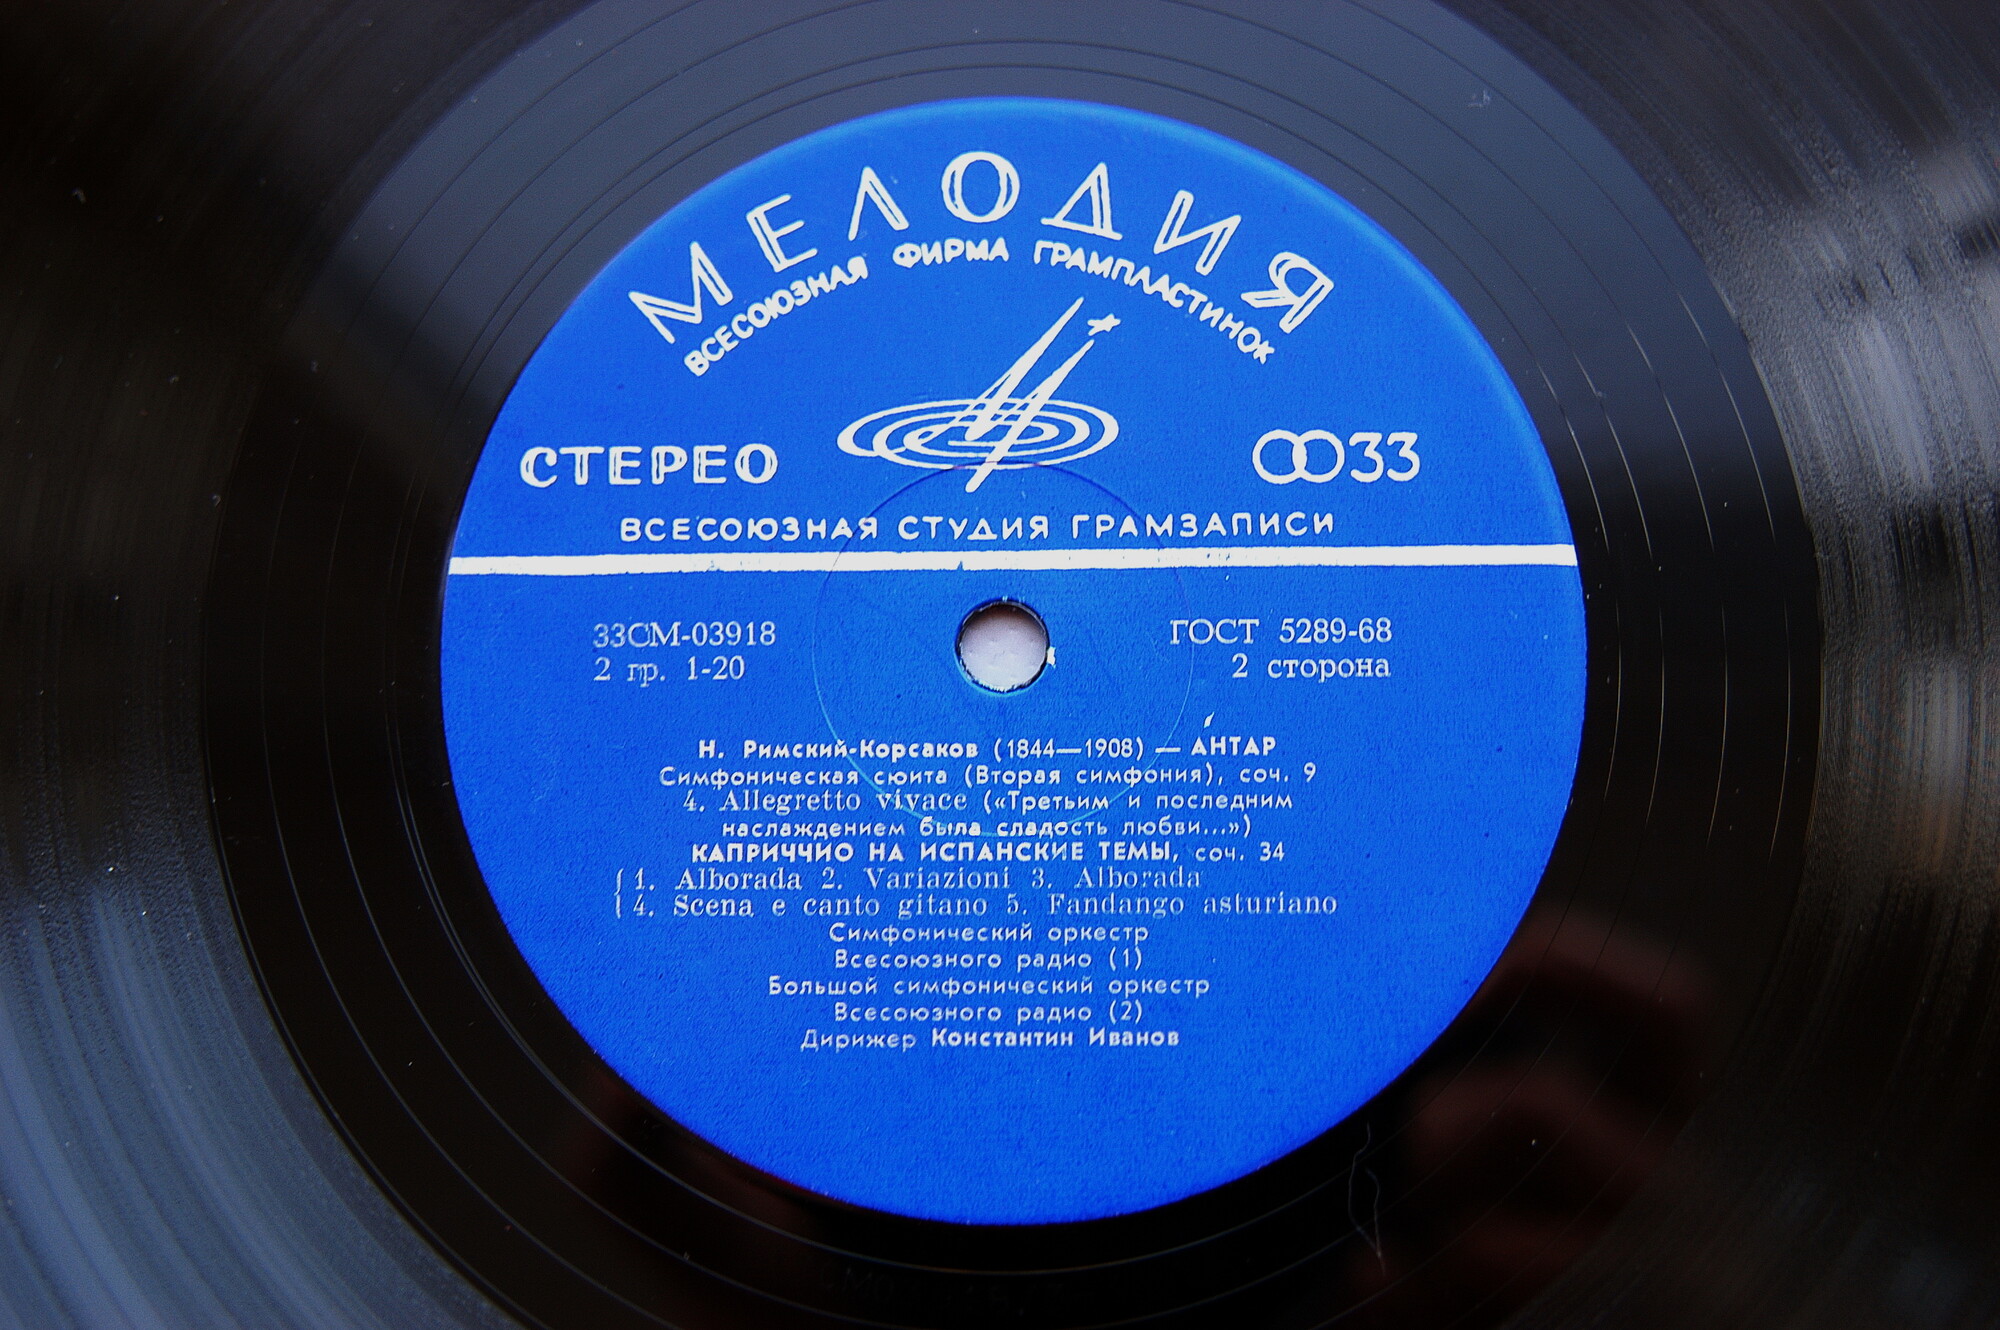 МЕЛОДИЯ
ВСЕСОЮЗНАЯ ФИРМА ГРАМПЛАСТИНОК
СТЕРЕО
33
ВСЕСОЮЗНАЯ СТУДИЯ ГРАМЗАПИСИ
33СМ-03918
ГОСТ 5289-68
2 гр. 1-20
2 сторона
Н. Римский-Корсаков (1844—1908) — А́НТАР
Симфоническая сюита (Вторая симфония), соч. 9
4. Allegretto vivace («Третьим и последним
наслаждением была сладость любви...»)
КАПРИЧЧИО НА ИСПАНСКИЕ ТЕМЫ, соч. 34
1. Alborada 2. Variazioni 3. Alborada
4. Scena e canto gitano 5. Fandango asturiano
Симфонический оркестр
Всесоюзного радио (1)
Большой симфонический оркестр
Всесоюзного радио (2)
Дирижер Константин Иванов